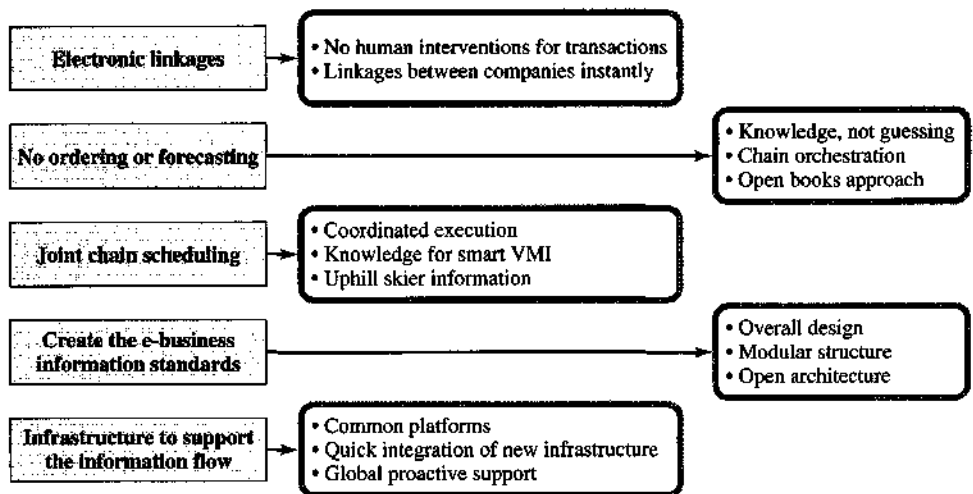 Electronic linkages
• No human interventions for transactions
• Linkages between companies instantly
No ordering or forecasting
• Knowledge, not guessing
• Chain orchestration
• Open books approach
Joint chain scheduling
• Coordinated execution
• Knowledge for smart VMI
• Uphill skier information
Create the e-business
information standards
• Overall design
• Modular structure
• Open architecture
Infrastructure to support
the information flow
• Common platforms
• Quick integration of new infrastructure
• Global proactive support